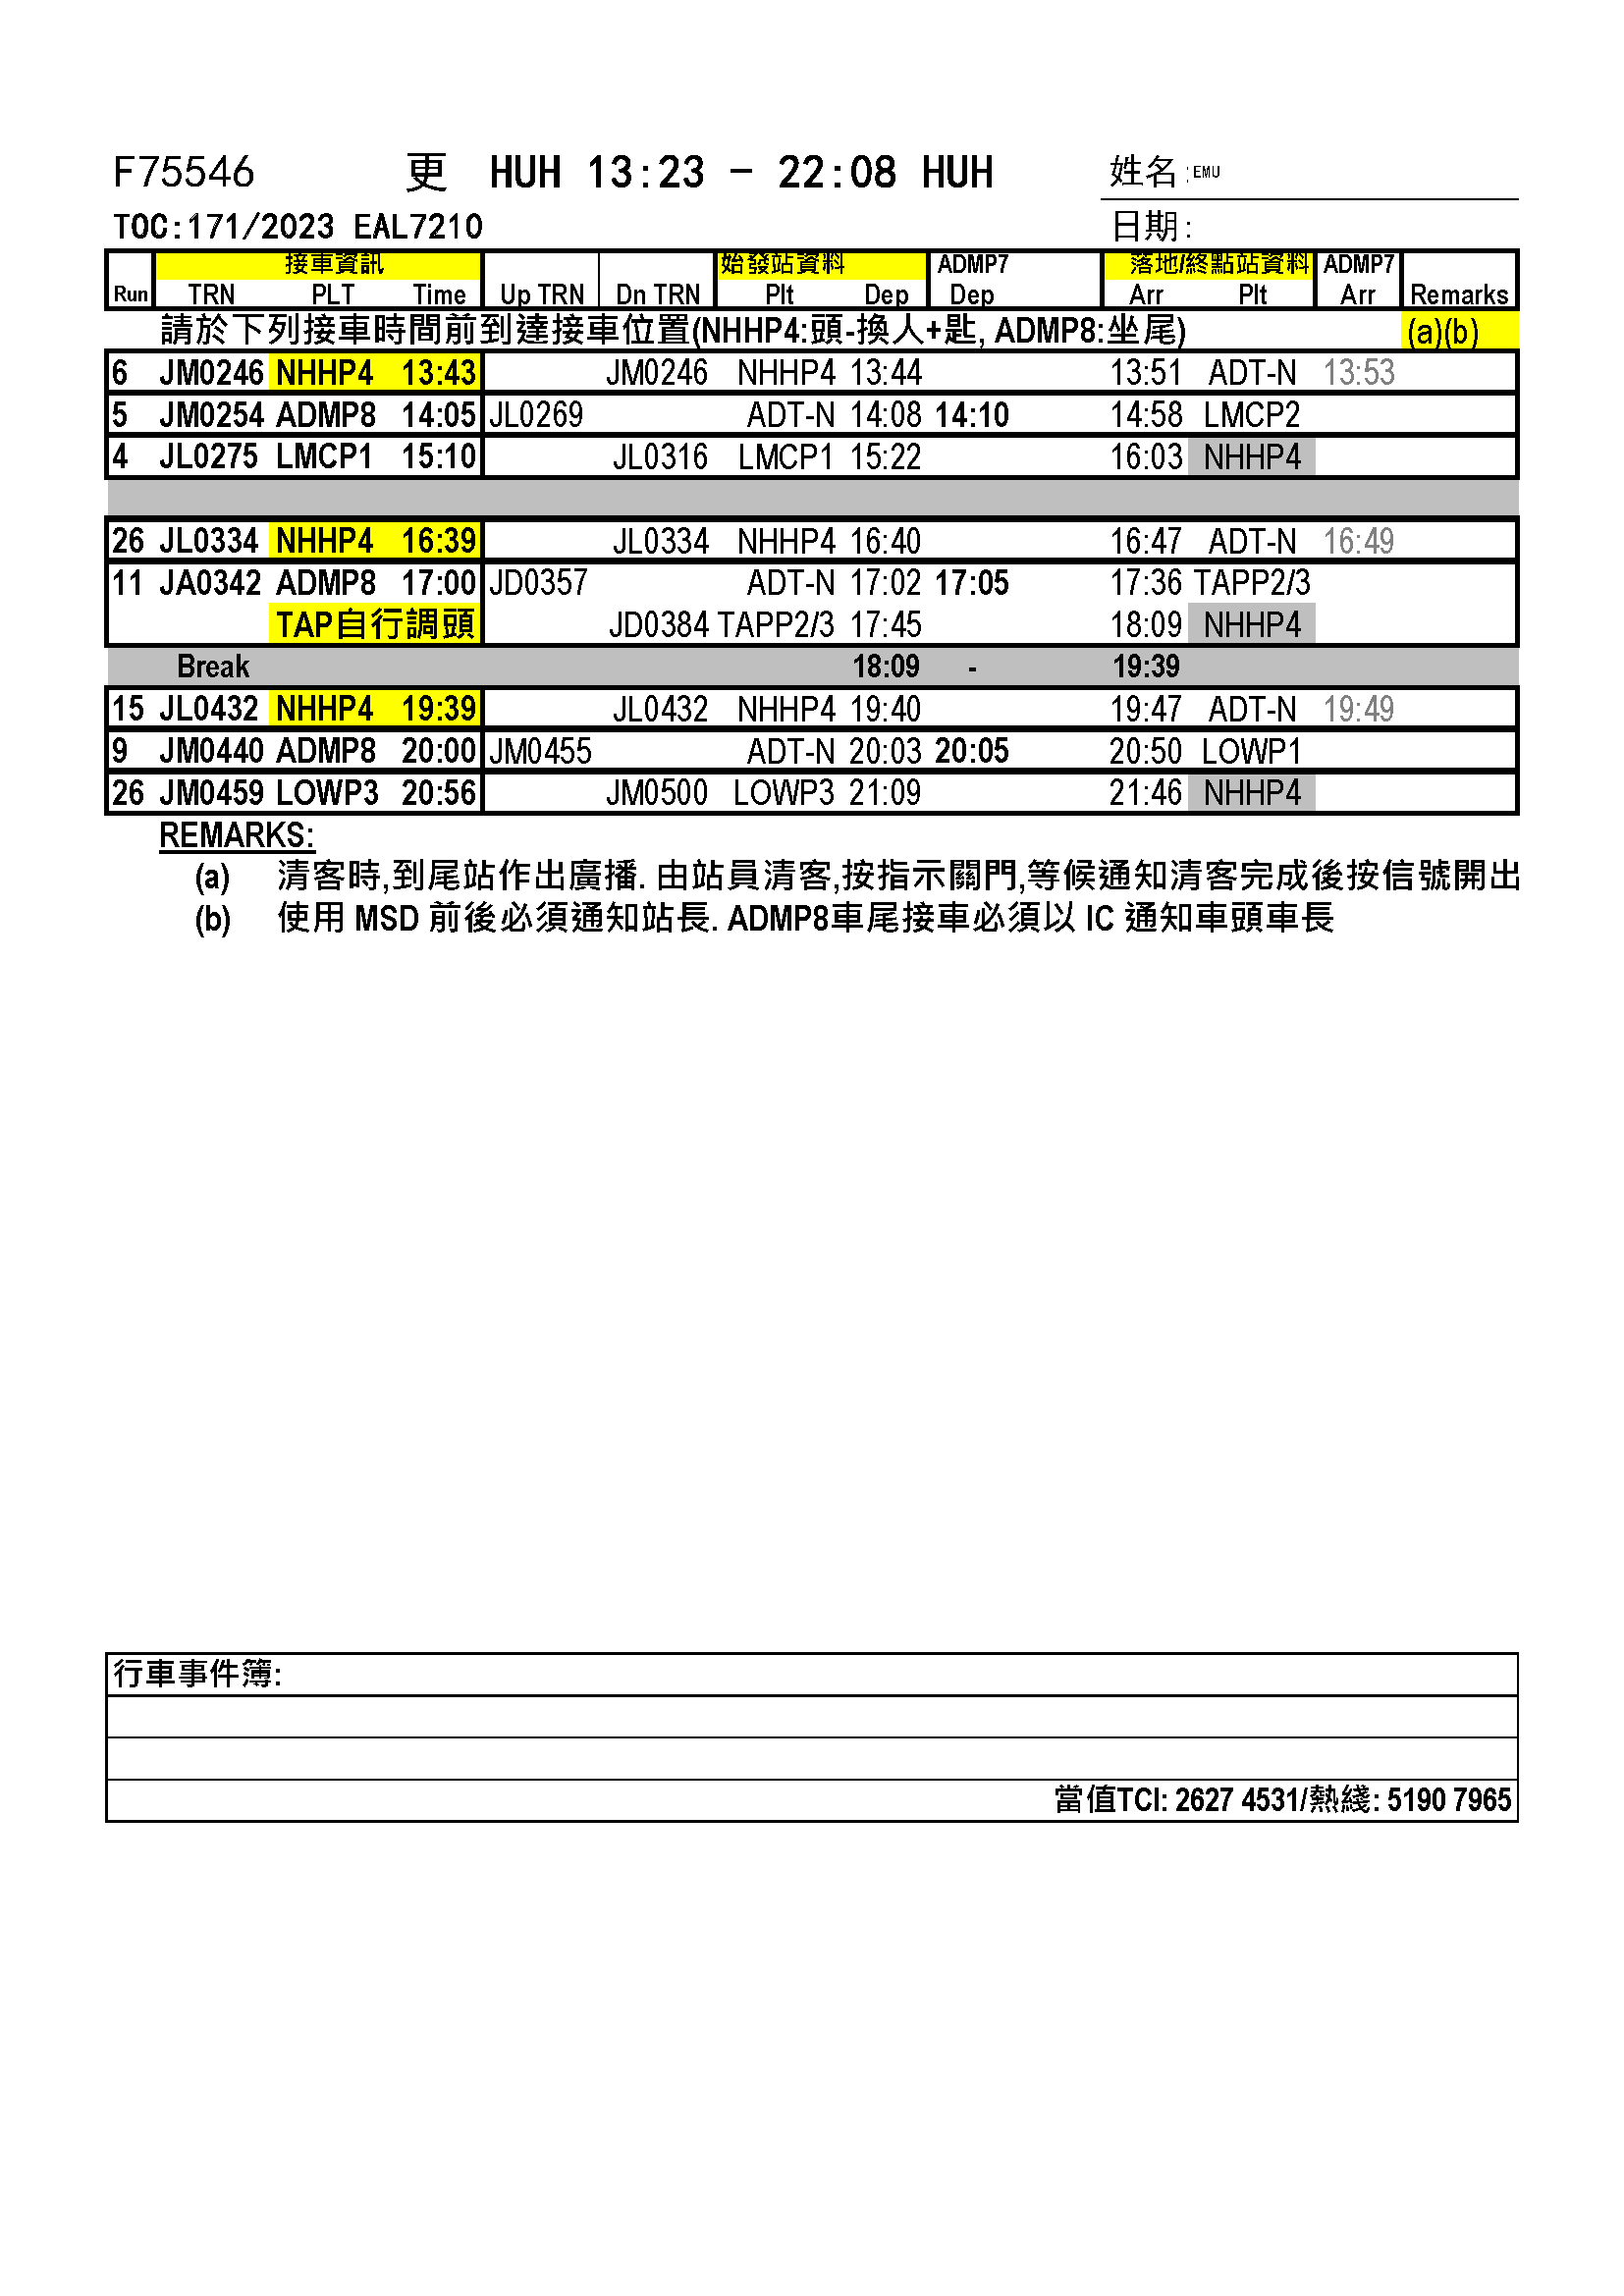 F75546 更 HUH 13:23 - 22:08 HUH 姓名:EMU
TOC:171/2023 EAL7210 日期:
接車資訊 始發站資料 ADMP7 落地/終點站資料 ADMP7
Run TRN PLT Time Up TRN Dn TRN Plt Dep Dep Arr Plt Arr Remarks
請於下列接車時間前到達接車位置(NHHP4:頭-換人+匙, ADMP8:坐尾) (a)(b)
6 JM0246 NHHP4 13:43 JM0246 NHHP4 13:44 13:51 ADT-N 13:53
5 JM0254 ADMP8 14:05 JL0269 ADT-N 14:08 14:10 14:58 LMCP2
4 JL0275 LMCP1 15:10 JL0316 LMCP1 15:22 16:03 NHHP4
26 JL0334 NHHP4 16:39 JL0334 NHHP4 16:40 16:47 ADT-N 16:49
11 JA0342 ADMP8 17:00 JD0357 ADT-N 17:02 17:05 17:36 TAPP2/3
TAP自行調頭 JD0384 TAPP2/3 17:45 18:09 NHHP4
Break 18:09 - 19:39
15 JL0432 NHHP4 19:39 JL0432 NHHP4 19:40 19:47 ADT-N 19:49
9 JM0440 ADMP8 20:00 JM0455 ADT-N 20:03 20:05 20:50 LOWP1
26 JM0459 LOWP3 20:56 JM0500 LOWP3 21:09 21:46 NHHP4
REMARKS:
(a) 清客時,到尾站作出廣播. 由站員清客,按指示關門,等候通知清客完成後按信號開出
(b) 使用 MSD 前後必須通知站長. ADMP8車尾接車必須以 IC 通知車頭車長
行車事件簿:
當值TCI: 2627 4531/熱綫: 5190 7965